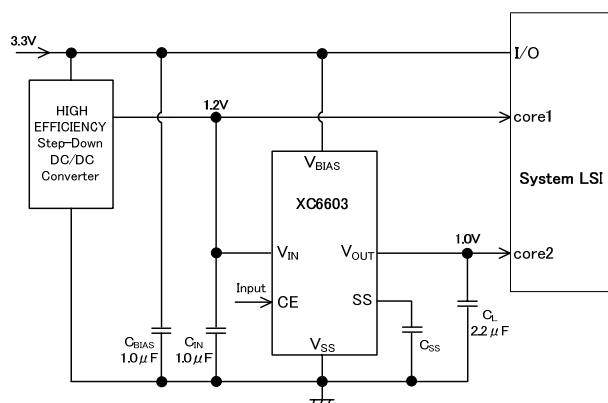 3.3V
I/O
HIGH
EFFICIENCY
Step-Down
DC/DC
Converter
1.2V
core1
VBIAS
System LSI
XC6603
VIN
VOUT
1.0V
core2
Input
CE
SS
CBIAS
1.0μF
CIN
1.0μF
VSS
CSS
CL
2.2μF